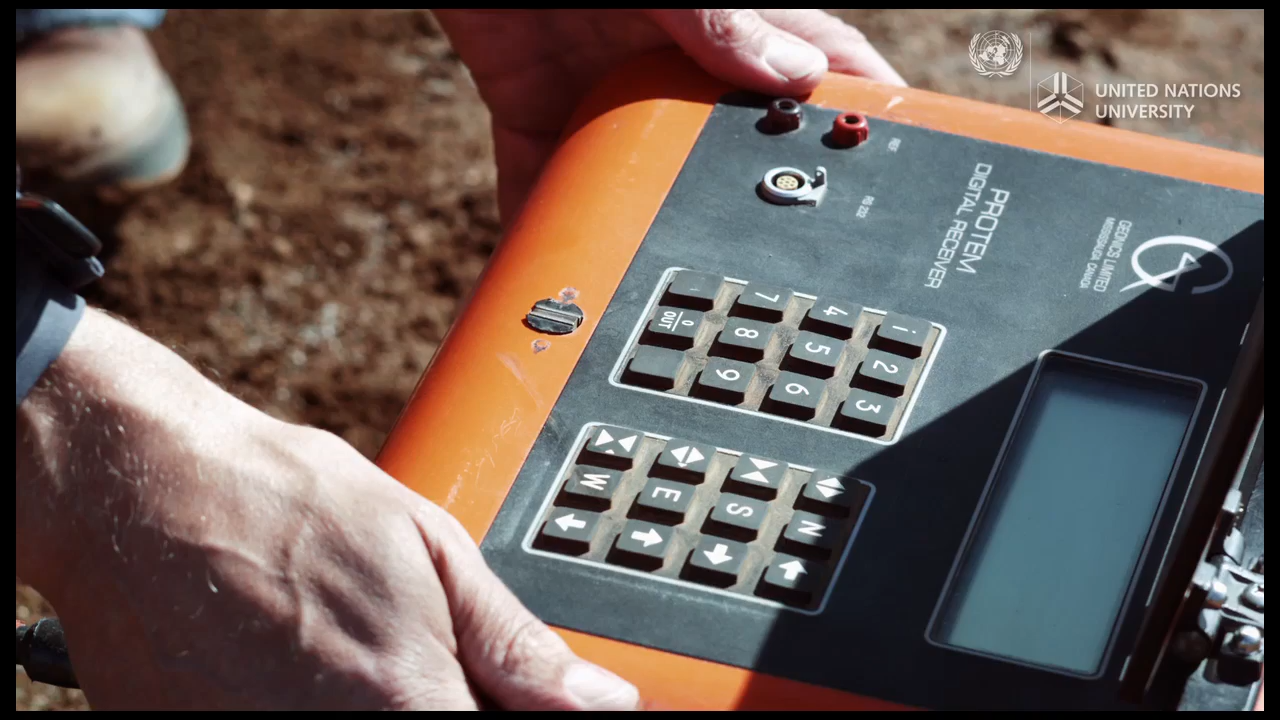 UNITED NATIONS
UNIVERSITY
REF.
RS 232
PROTEM
DIGITAL RECEIVER
GEONICS LIMITED
MISSISSAUGA CANADA
1 2 3
4 5 6
7 8 9
0
OUT
N
S
E
W